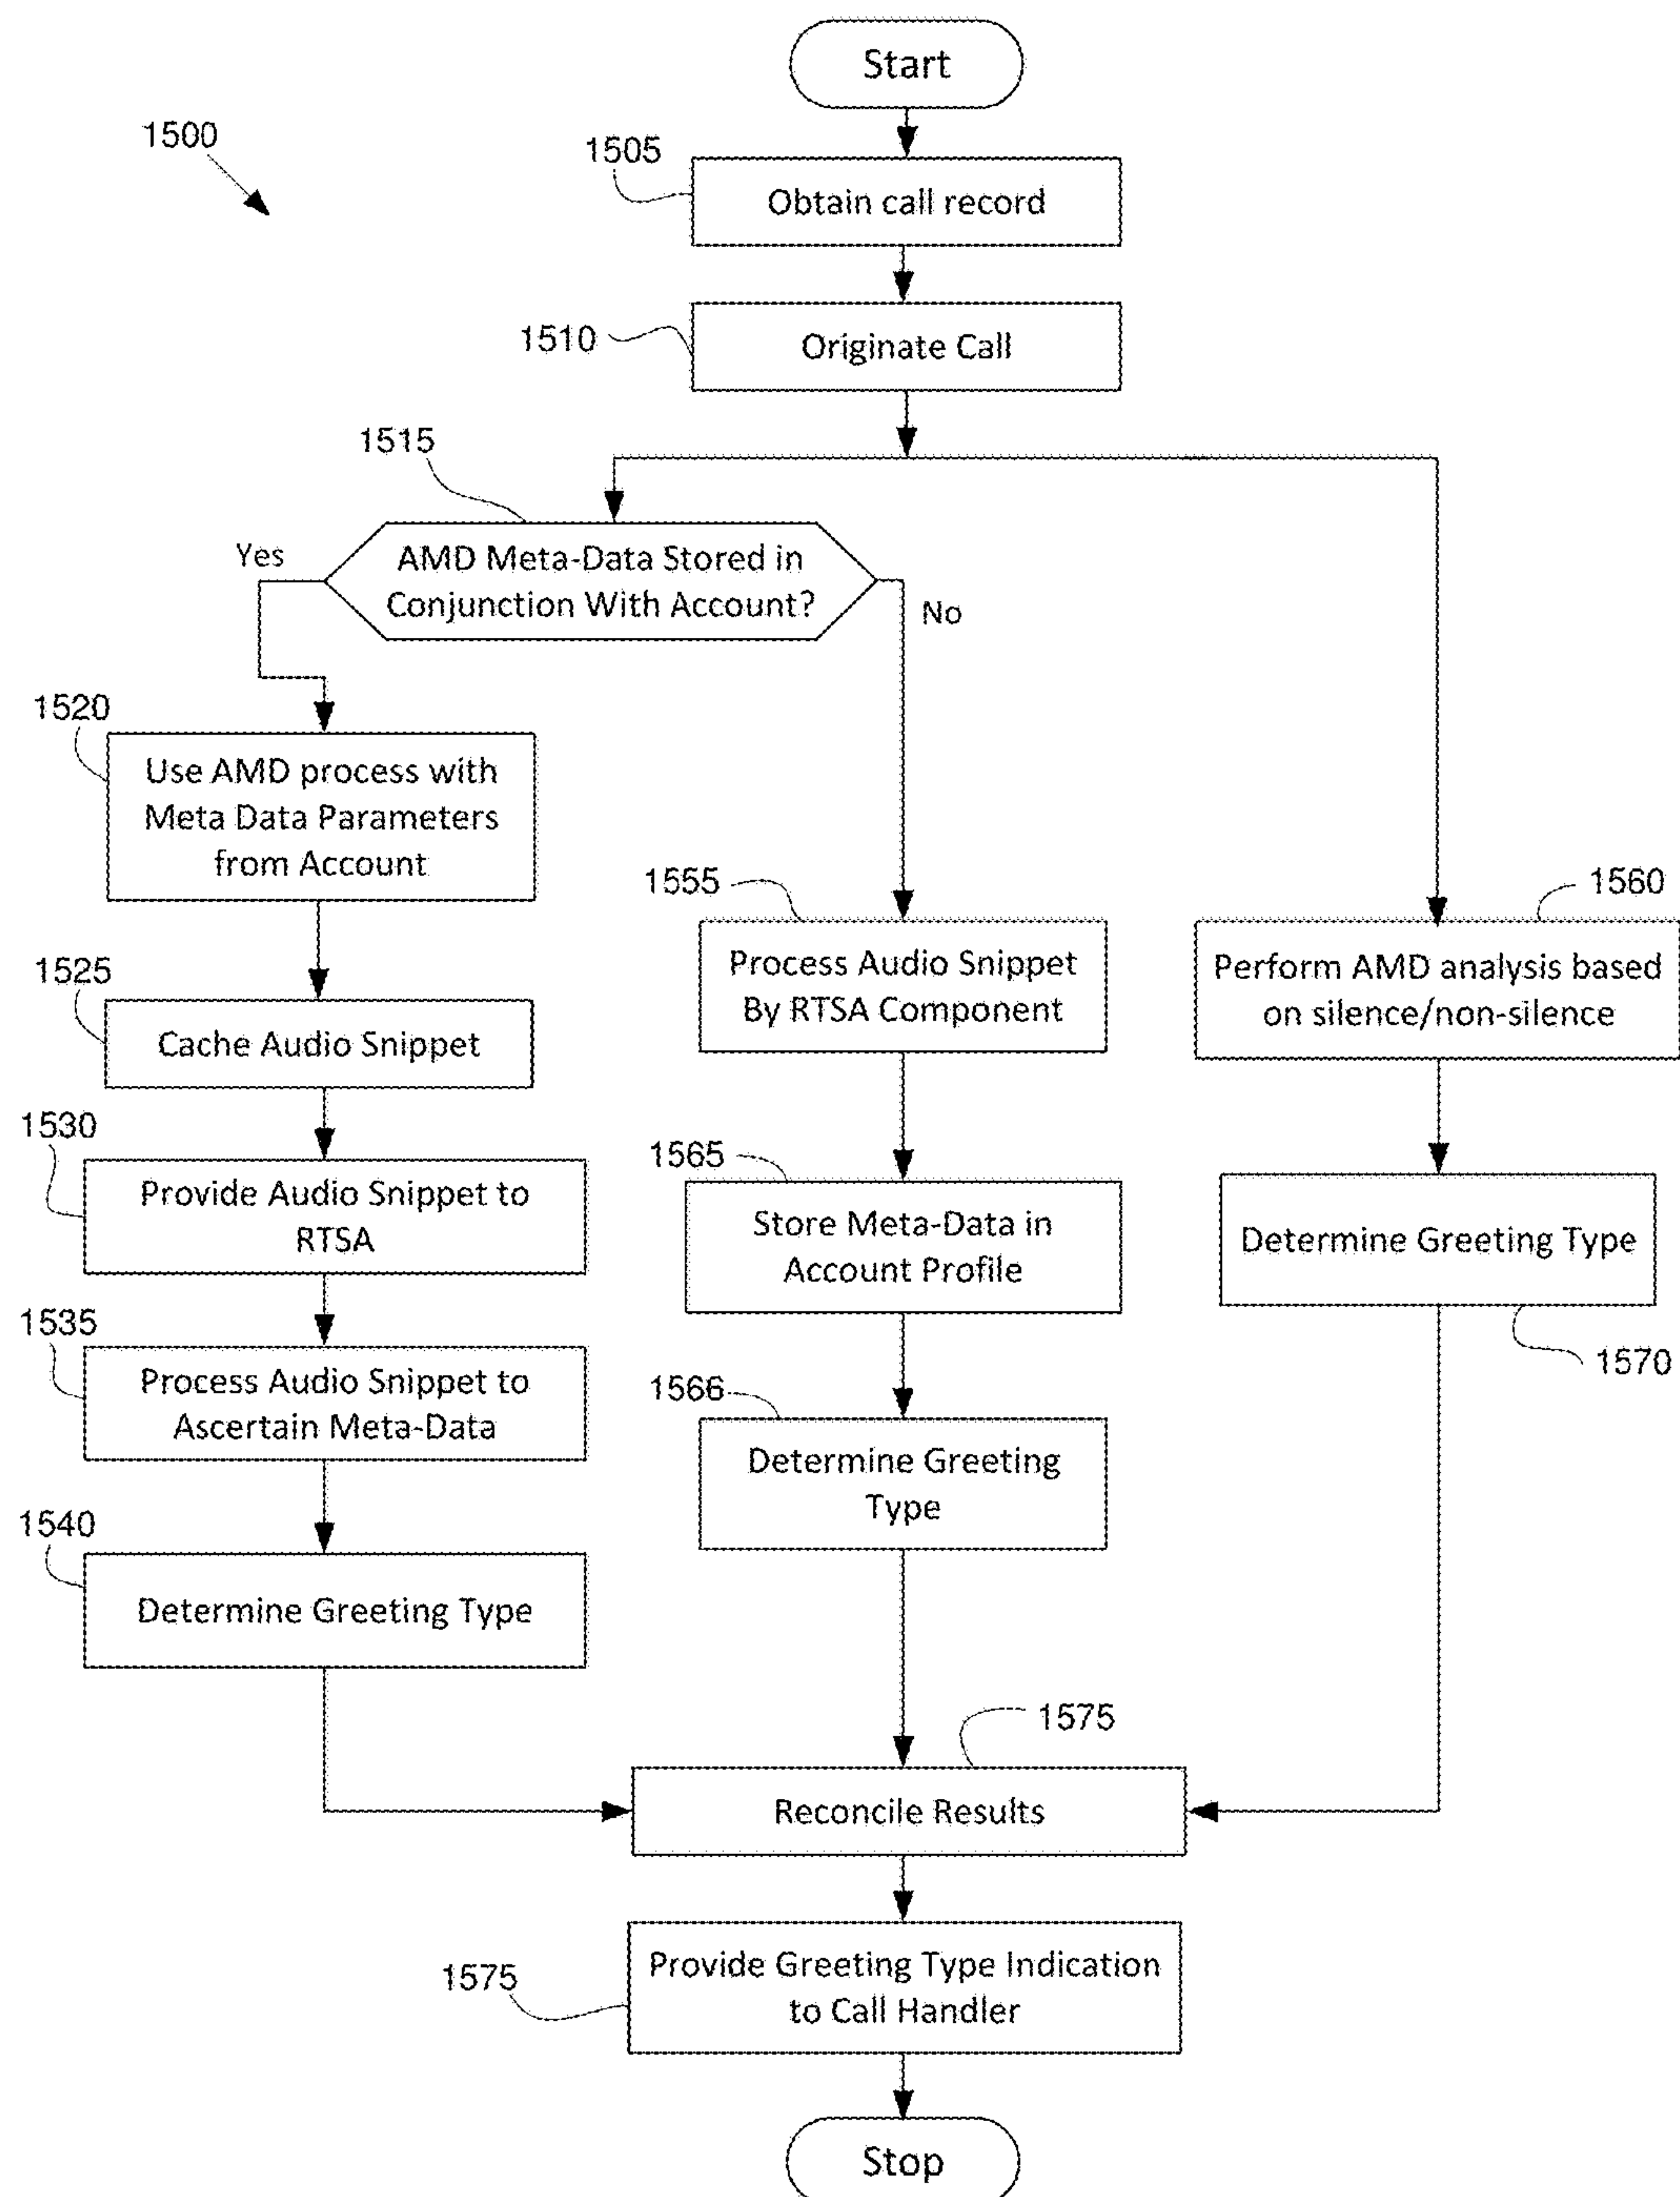 Start
1500
1505
Obtain call record
1510
Originate Call
1515
Yes
AMD Meta-Data Stored in
Conjunction With Account?
No
1520
Use AMD process with
Meta Data Parameters
from Account
1555
Process Audio Snippet
By RTSA Component
1560
Perform AMD analysis based
on silence/non-silence
1525
Cache Audio Snippet
1530
Provide Audio Snippet to
RTSA
1565
Store Meta-Data in
Account Profile
Determine Greeting Type
1570
1535
Process Audio Snippet to
Ascertain Meta-Data
1566
Determine Greeting
Type
1540
Determine Greeting Type
1575
Reconcile Results
1575
Provide Greeting Type Indication
to Call Handler
Stop